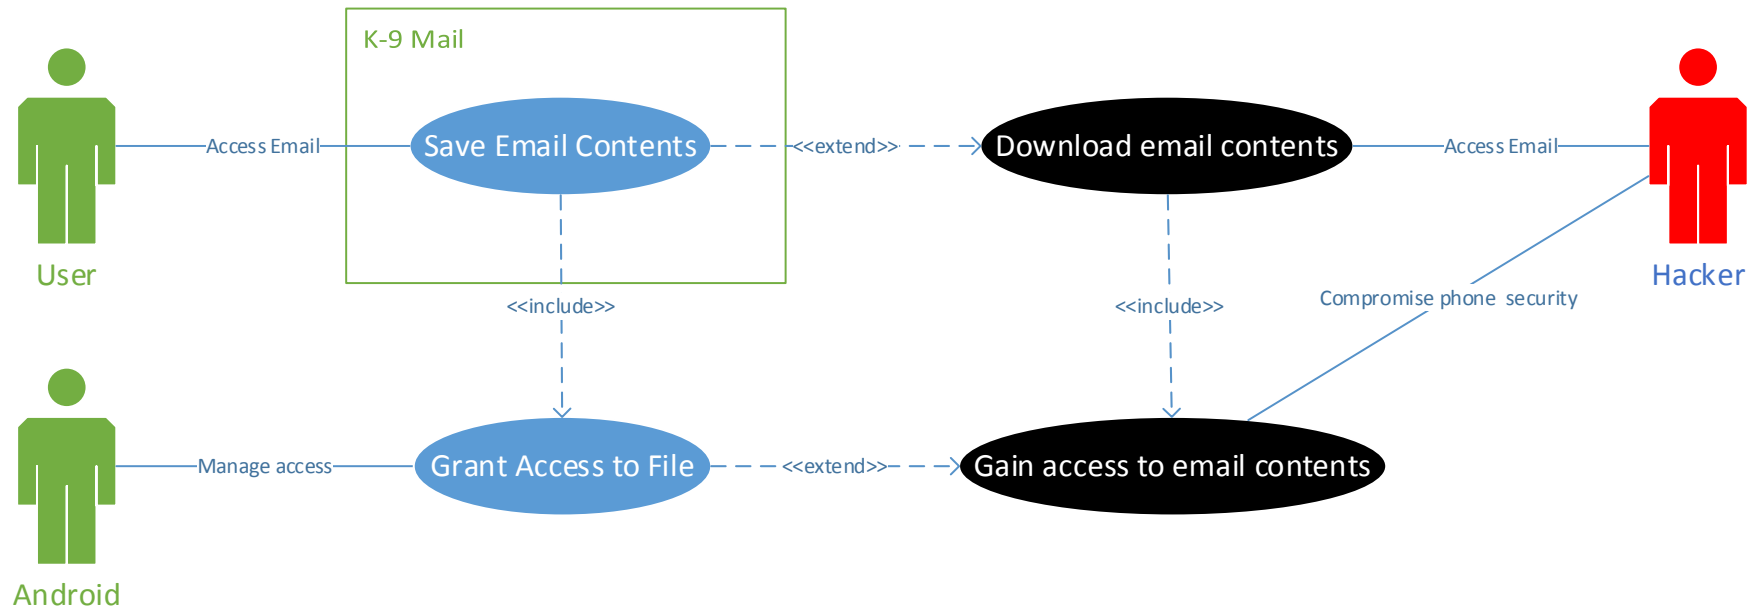 K-9 Mail
Access Email
Save Email Contents
<<extend>>
Download email contents
Access Email
User
Hacker
<<include>>
<<include>>
Compromise phone security
Manage access
Grant Access to File
<<extend>>
Gain access to email contents
Android